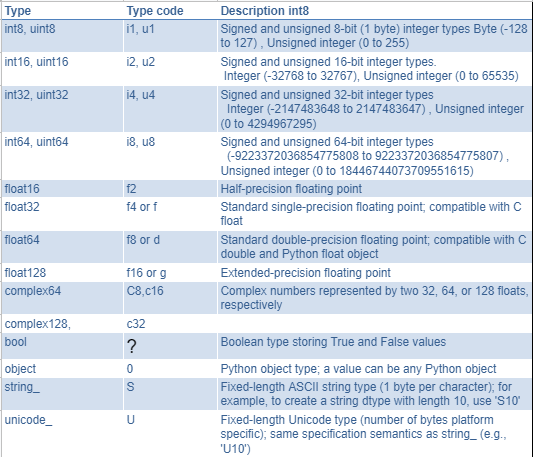 Type Type code Description int8
int8, uint8 i1, u1 Signed and unsigned 8-bit (1 byte) integer types Byte (-128
to 127) , Unsigned integer (0 to 255)
int16, uint16 i2, u2 Signed and unsigned 16-bit integer types.
Integer (-32768 to 32767), Unsigned integer (0 to 65535)
int32, uint32 i4, u4 Signed and unsigned 32-bit integer types
Integer (-2147483648 to 2147483647) , Unsigned integer
(0 to 4294967295)
int64, uint64 i8, u8 Signed and unsigned 64-bit integer types
(-9223372036854775808 to 9223372036854775807) ,
Unsigned integer (0 to 18446744073709551615)
float16 f2 Half-precision floating point
float32 f4 or f Standard single-precision floating point; compatible with C
float
float64 f8 or d Standard double-precision floating point; compatible with C
double and Python float object
float128 f16 or g Extended-precision floating point
complex64 C8,c16 Complex numbers represented by two 32, 64, or 128 floats,
respectively
complex128, c32
bool ? Boolean type storing True and False values
object 0 Python object type; a value can be any Python object
string_ S Fixed-length ASCII string type (1 byte per character); for
example, to create a string dtype with length 10, use 'S10'
unicode_ U Fixed-length Unicode type (number of bytes platform
specific); same specification semantics as string_ (e.g.,
'U10')